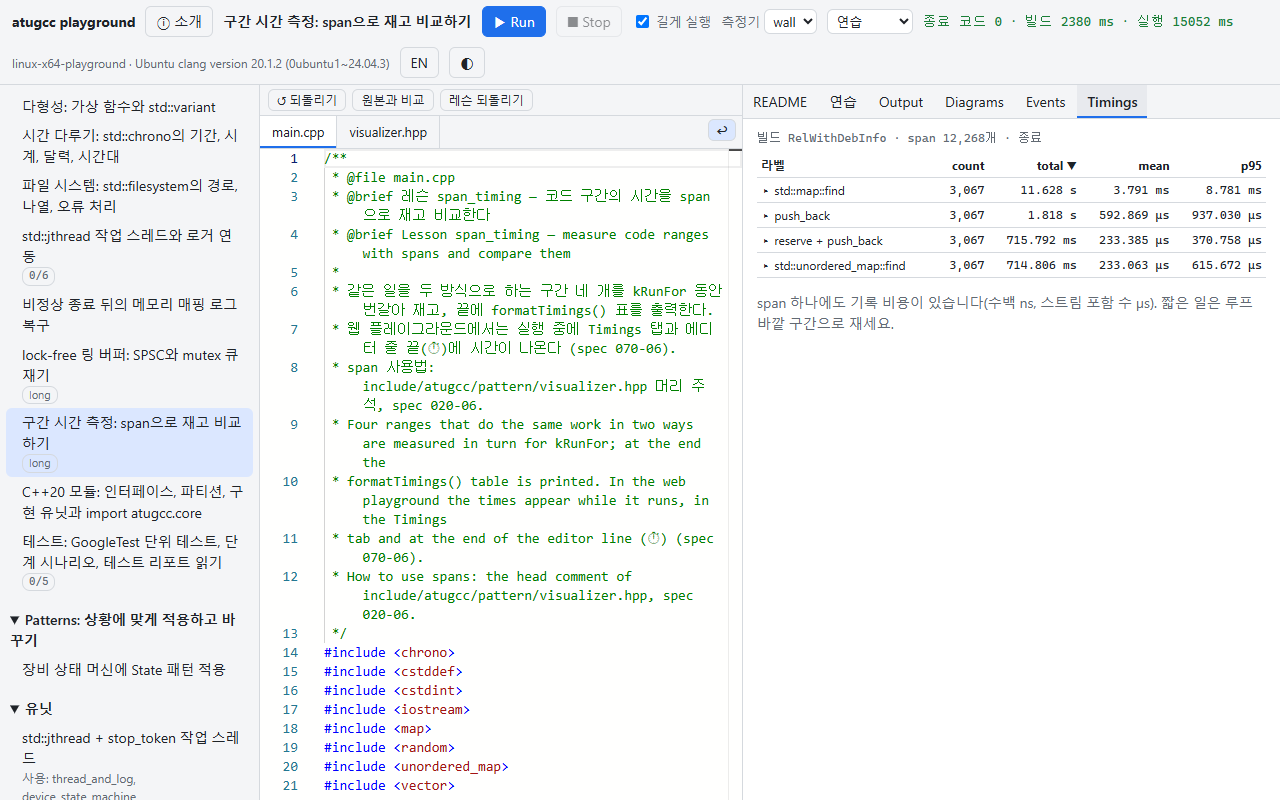 atugcc playground
ⓘ 소개
구간 시간 측정: span으로 재고 비교하기
▶ Run
■ Stop
길게 실행
측정기
wall
연습
종료 코드 0 · 빌드 2380 ms · 실행 15052 ms
linux-x64-playground · Ubuntu clang version 20.1.2 (0ubuntu1~24.04.3)
EN
다형성: 가상 함수와 std::variant
시간 다루기: std::chrono의 기간, 시
계, 달력, 시간대
파일 시스템: std::filesystem의 경로,
나열, 오류 처리
std::jthread 작업 스레드와 로거 연
동
0/6
비정상 종료 뒤의 메모리 매핑 로그
복구
lock-free 링 버퍼: SPSC와 mutex 큐
재기
long
구간 시간 측정: span으로 재고 비교
하기
long
C++20 모듈: 인터페이스, 파티션, 구
현 유닛과 import atugcc.core
테스트: GoogleTest 단위 테스트, 단
계 시나리오, 테스트 리포트 읽기
0/5
▼ Patterns: 상황에 맞게 적용하고 바
꾸기
장비 상태 머신에 State 패턴 적용
▼ 유닛
std::jthread + stop_token 작업 스레
드
사용: thread_and_log,
device_state_machine
↺ 되돌리기
원본과 비교
레슨 되돌리기
main.cpp
visualizer.hpp
↩
1 /**
2 * @file main.cpp
3 * @brief 레슨 span_timing — 코드 구간의 시간을 span
으로 재고 비교한다
4 * @brief Lesson span_timing — measure code ranges
with spans and compare them
5 *
6 * 같은 일을 두 방식으로 하는 구간 네 개를 kRunFor 동안
번갈아 재고, 끝에 formatTimings() 표를 출력한다.
7 * 웹 플레이그라운드에서는 실행 중에 Timings 탭과 에디
터 줄 끝(⏱)에 시간이 나온다 (spec 070-06).
8 * span 사용법:
include/atugcc/pattern/visualizer.hpp 머리 주
석, spec 020-06.
9 * Four ranges that do the same work in two ways
are measured in turn for kRunFor; at the end
the
10 * formatTimings() table is printed. In the web
playground the times appear while it runs, in
the Timings
11 * tab and at the end of the editor line (⏱) (spec
070-06).
12 * How to use spans: the head comment of
include/atugcc/pattern/visualizer.hpp, spec
020-06.
13 */
14 #include <chrono>
15 #include <cstddef>
16 #include <cstdint>
17 #include <iostream>
18 #include <map>
19 #include <random>
20 #include <unordered_map>
21 #include <vector>
README
연습
Output
Diagrams
Events
Timings
빌드 RelWithDebInfo · span 12,268개 · 종료
라벨 count total ▼ mean p95
▸ std::map::find 3,067 11.628 s 3.791 ms 8.781 ms
▸ push_back 3,067 1.818 s 592.869 µs 937.030 µs
▸ reserve + push_back 3,067 715.792 ms 233.385 µs 370.758 µs
▸ std::unordered_map::find 3,067 714.806 ms 233.063 µs 615.672 µs
span 하나에도 기록 비용이 있습니다(수백 ns, 스트림 포함 수 µs). 짧은 일은 루프
바깥 구간으로 재세요.